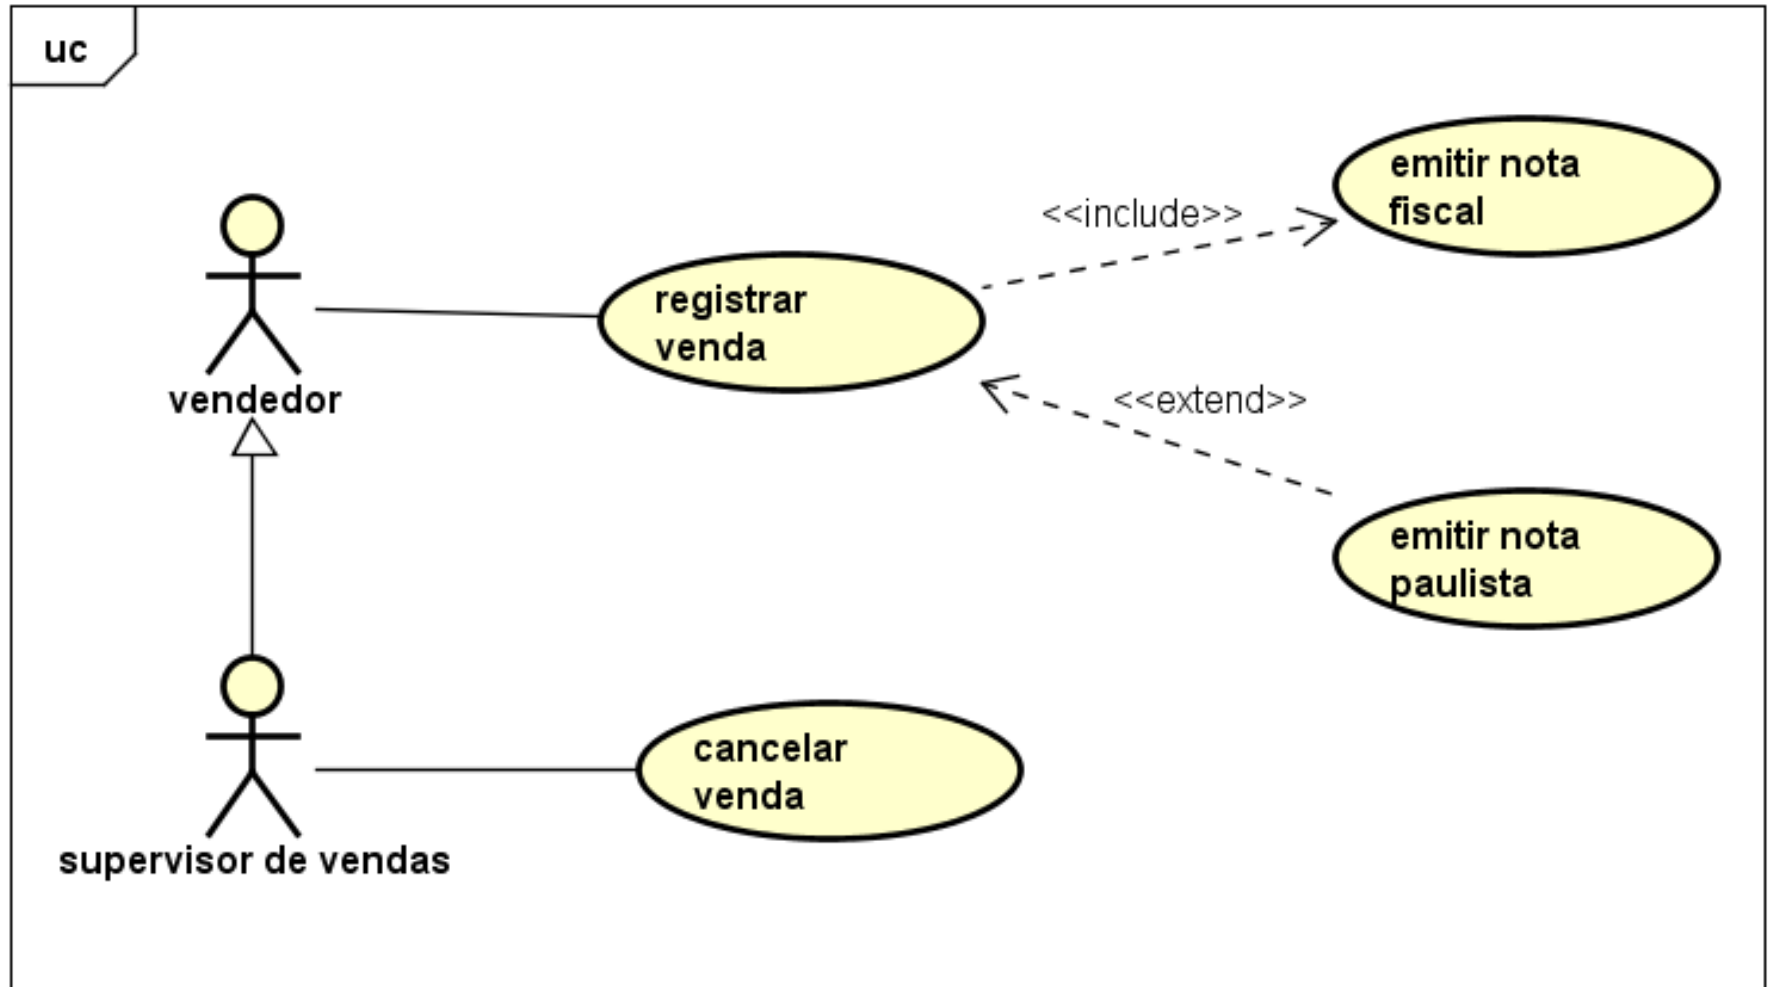 uc
emitir nota
fiscal
<<include>>
registrar
venda
vendedor
<<extend>>
emitir nota
paulista
cancelar
venda
supervisor de vendas